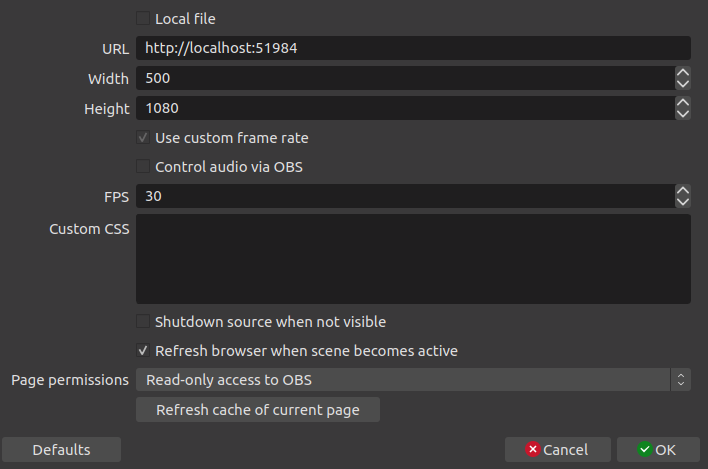 Local file
URL http://localhost:51984
Width 500
Height 1080
Use custom frame rate
Control audio via OBS
FPS 30
Custom CSS
Shutdown source when not visible
Refresh browser when scene becomes active
Page permissions Read-only access to OBS
Refresh cache of current page
Defaults Cancel OK